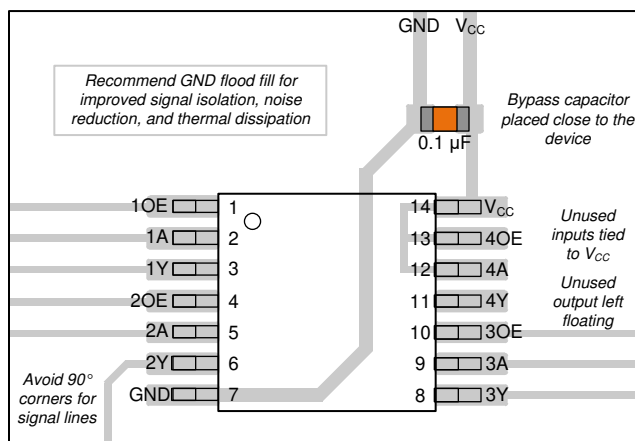 GND VCC
Recommend GND flood fill for
improved signal isolation, noise
reduction, and thermal dissipation
Bypass capacitor
placed close to the
device
0.1 µF
1OE 1 14 VCC
1A 2 13 4OE
1Y 3 12 4A
2OE 4 11 4Y
2A 5 10 3OE
2Y 6 9 3A
GND 7 8 3Y
Unused
inputs tied
to VCC
Unused
output left
floating
Avoid 90°
corners for
signal lines